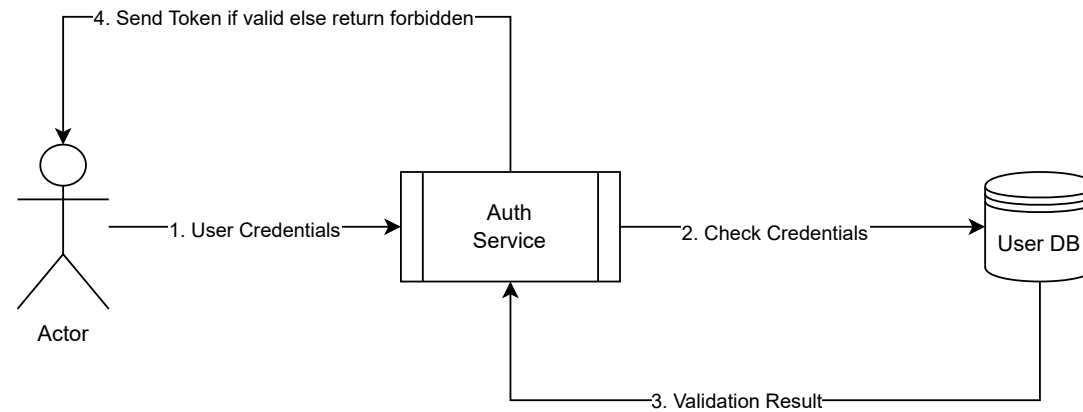 4. Send Token if valid else return forbidden
1. User Credentials
Auth
Service
2. Check Credentials
User DB
Actor
3. Validation Result